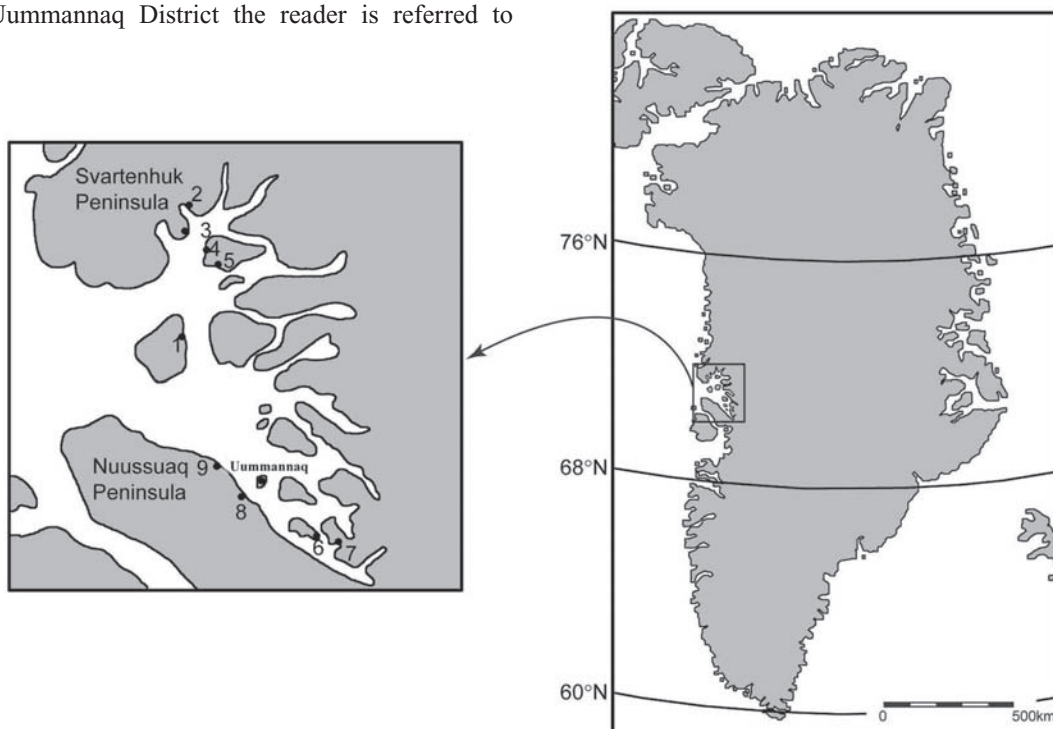 Uummannaq District the reader is referred to
Svartenhuk
Peninsula
2
3
4
5
1
Nuussuaq
Peninsula
9
Uummannaq
8
6
7
76°N
68°N
60°N
0
500km